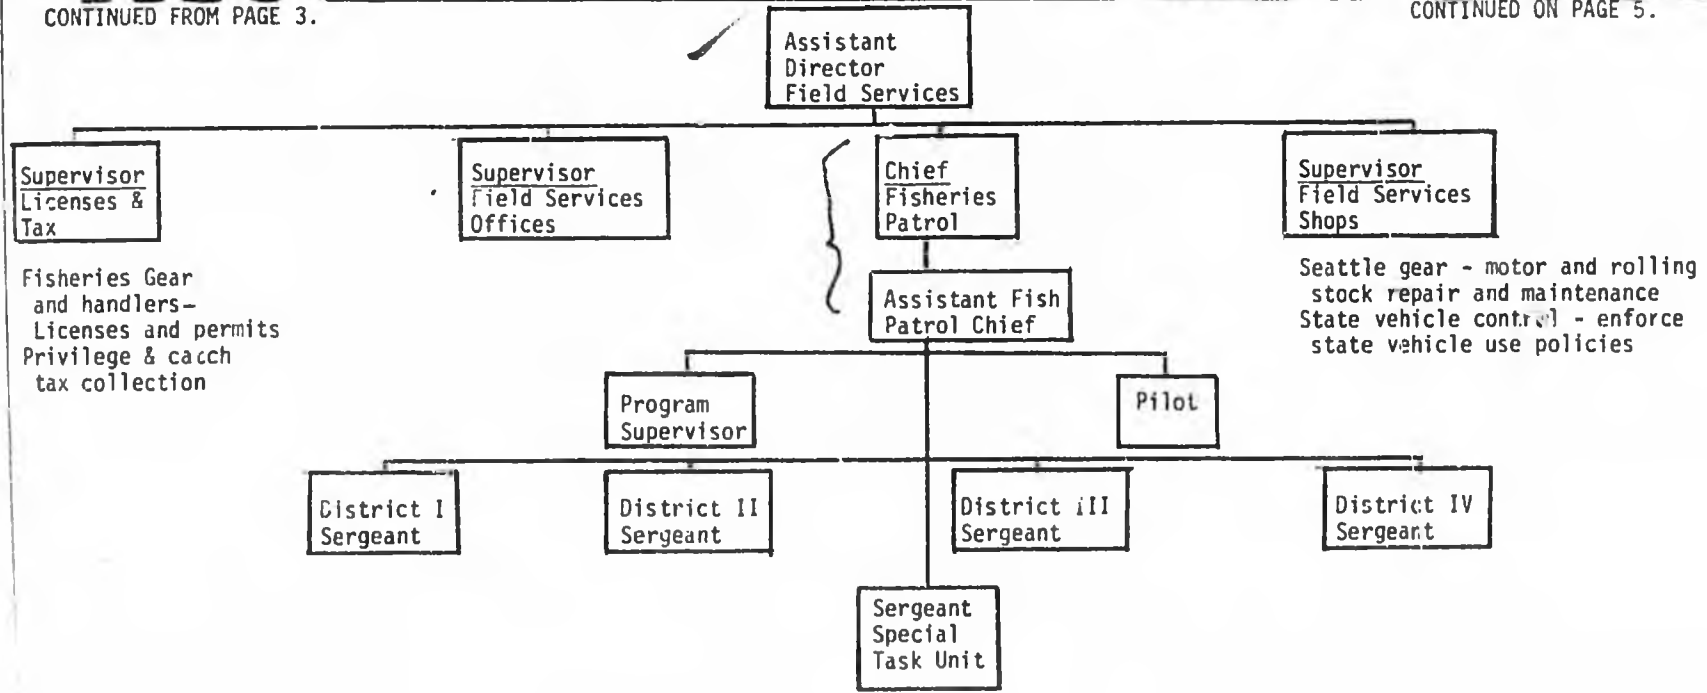 CONTINUED FROM PAGE 3.
CONTINUED ON PAGE 5.
Assistant
Director
Field Services
Supervisor
Licenses &
Tax
Fisheries Gear
and handlers-
Licenses and permits
Privilege & catch
tax collection
Supervisor
Field Services
Offices
Chief
Fisheries
Patrol
Supervisor
Field Services
Shops
Seattle gear - motor and rolling
stock repair and maintenance
State vehicle control - enforce
state vehicle use policies
Assistant Fish
Patrol Chief
Program
Supervisor
Pilot
District I
Sergeant
District II
Sergeant
District III
Sergeant
District IV
Sergeant
Sergeant
Special
Task Unit